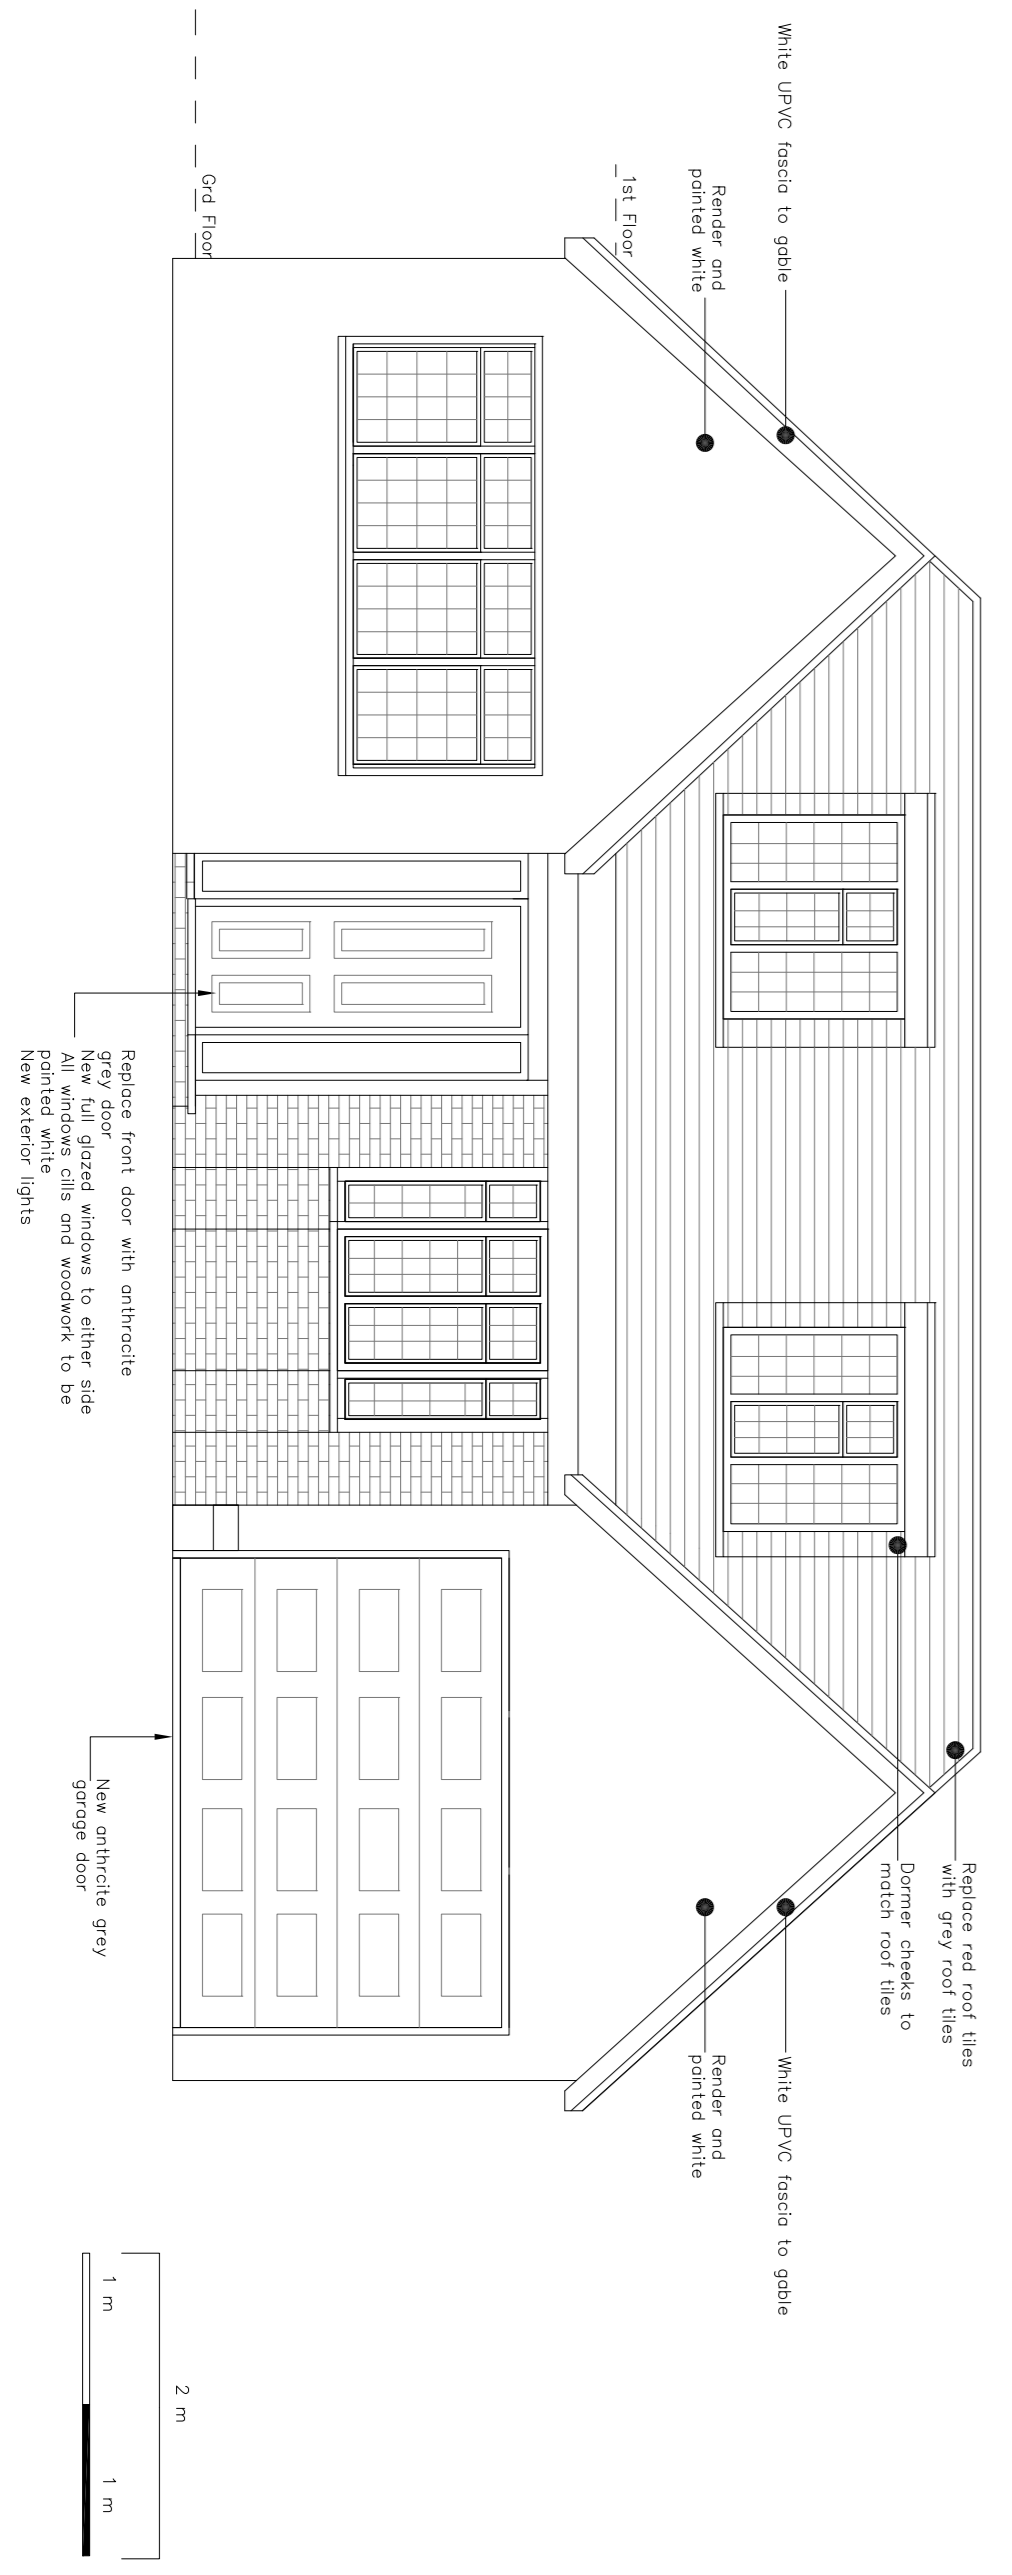 White UPVC fascia to gable
Render and
painted white
1st Floor
Grd Floor
Replace red roof tiles
with grey roof tiles
Dormer cheeks to
match roof tiles
White UPVC fascia to gable
Render and
painted white
Replace front door with anthracite
grey door
New full glazed windows to either side
All windows cills and woodwork to be
painted white
New exterior lights
New anthrcite grey
garage door
2 m
1 m
1 m